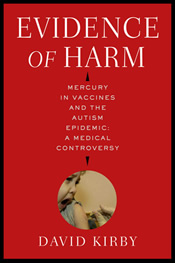 EVIDENCE
OF HARM
MERCURY
IN VACCINES
AND THE
AUTISM
EPIDEMIC:
A MEDICAL
CONTROVERSY
DAVID KIRBY